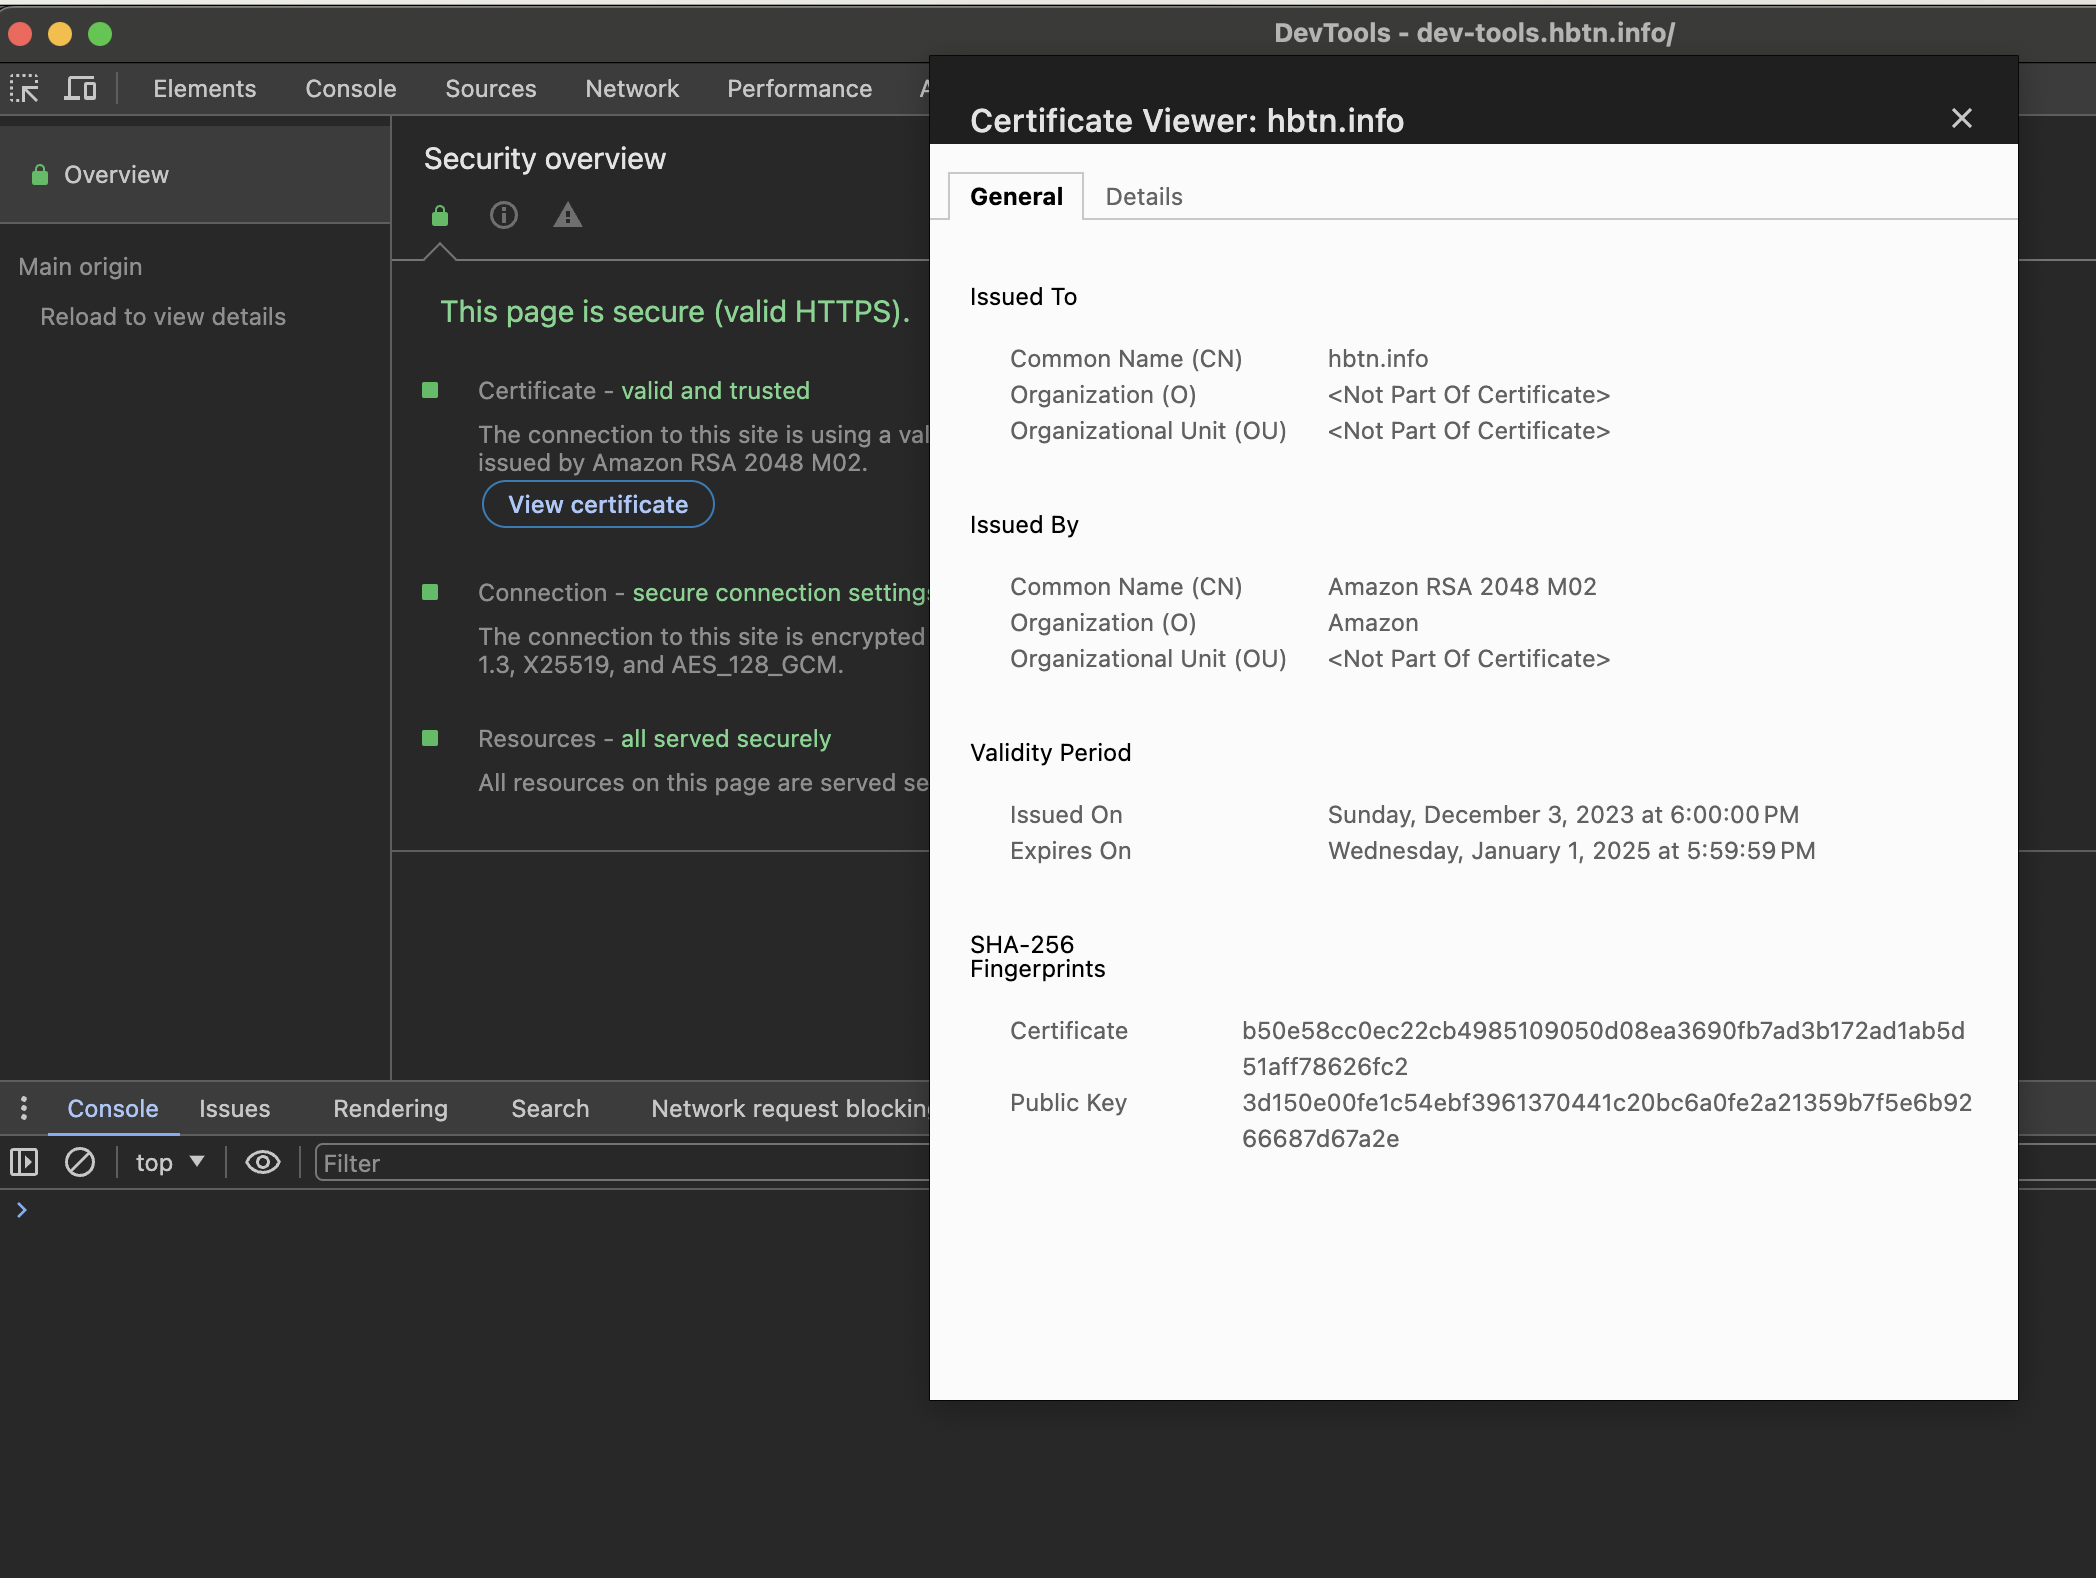 DevTools - dev-tools.hbtn.info/
Elements Console Sources Network Performance
Overview
Main origin
Reload to view details
Security overview
This page is secure (valid HTTPS).
Certificate - valid and trusted
The connection to this site is using a
issued by Amazon RSA 2048 M02.
View certificate
Connection - secure connection settings
The connection to this site is encrypted
1.3, X25519, and AES_128_GCM.
Resources - all served securely
All resources on this page are served
Certificate Viewer: hbtn.info
General Details
Issued To
Common Name (CN) hbtn.info
Organization (O) <Not Part Of Certificate>
Organizational Unit (OU) <Not Part Of Certificate>
Issued By
Common Name (CN) Amazon RSA 2048 M02
Organization (O) Amazon
Organizational Unit (OU) <Not Part Of Certificate>
Validity Period
Issued On Sunday, December 3, 2023 at 6:00:00 PM
Expires On Wednesday, January 1, 2025 at 5:59:59 PM
SHA-256
Fingerprints
Certificate b50e58cc0ec22cb4985109050d08ea3690fb7ad3b172ad1ab5d
51aff78626fc2
Public Key 3d150e00fe1c54ebf3961370441c20bc6a0fe2a21359b7f5e6b92
66687d67a2e
Console Issues Rendering Search Network request blocking
top Filter